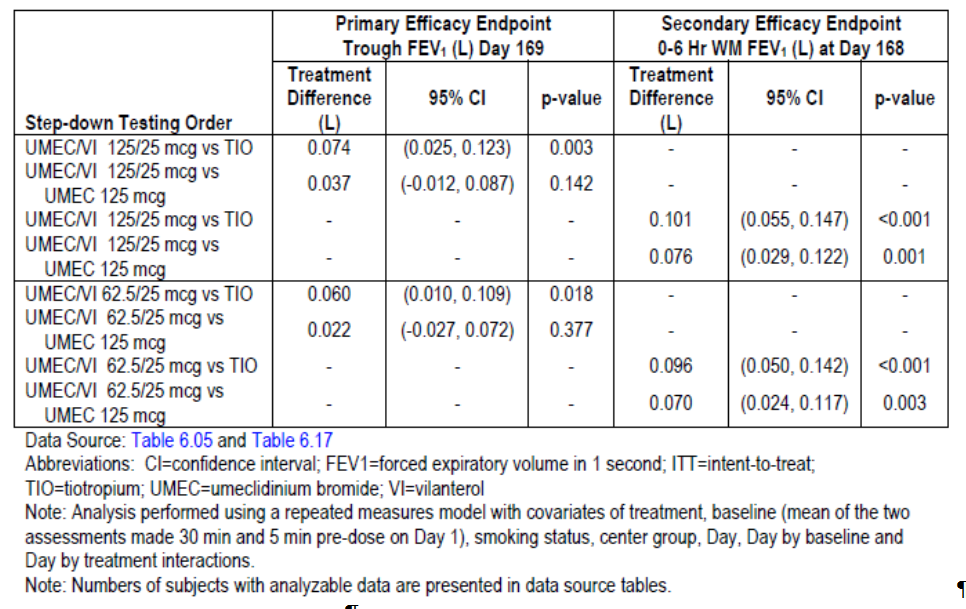 Primary Efficacy Endpoint Secondary Efficacy Endpoint
Trough FEV₁ (L) Day 169 0-6 Hr WM FEV₁ (L) at Day 168
Treatment Treatment
Difference 95% CI p-value Difference 95% CI p-value
Step-down Testing Order (L) (L)
UMEC/VI 125/25 mcg vs TIO 0.074 (0.025, 0.123) 0.003 - - -
UMEC/VI 125/25 mcg vs
UMEC 125 mcg 0.037 (-0.012, 0.087) 0.142 - - -
UMEC/VI 125/25 mcg vs TIO - - - 0.101 (0.055, 0.147) <0.001
UMEC/VI 125/25 mcg vs
UMEC 125 mcg - - - 0.076 (0.029, 0.122) 0.001
UMEC/VI 62.5/25 mcg vs TIO 0.060 (0.010, 0.109) 0.018 - - -
UMEC/VI 62.5/25 mcg vs
UMEC 125 mcg 0.022 (-0.027, 0.072) 0.377 - - -
UMEC/VI 62.5/25 mcg vs TIO - - - 0.096 (0.050, 0.142) <0.001
UMEC/VI 62.5/25 mcg vs
UMEC 125 mcg - - - 0.070 (0.024, 0.117) 0.003
Data Source: Table 6.05 and Table 6.17
Abbreviations: CI=confidence interval; FEV1=forced expiratory volume in 1 second; ITT=intent-to-treat;
TIO=tiotropium; UMEC=umeclidinium bromide; VI=vilanterol
Note: Analysis performed using a repeated measures model with covariates of treatment, baseline (mean of the two
assessments made 30 min and 5 min pre-dose on Day 1), smoking status, center group, Day, Day by baseline and
Day by treatment interactions.
Note: Numbers of subjects with analyzable data are presented in data source tables.
¶